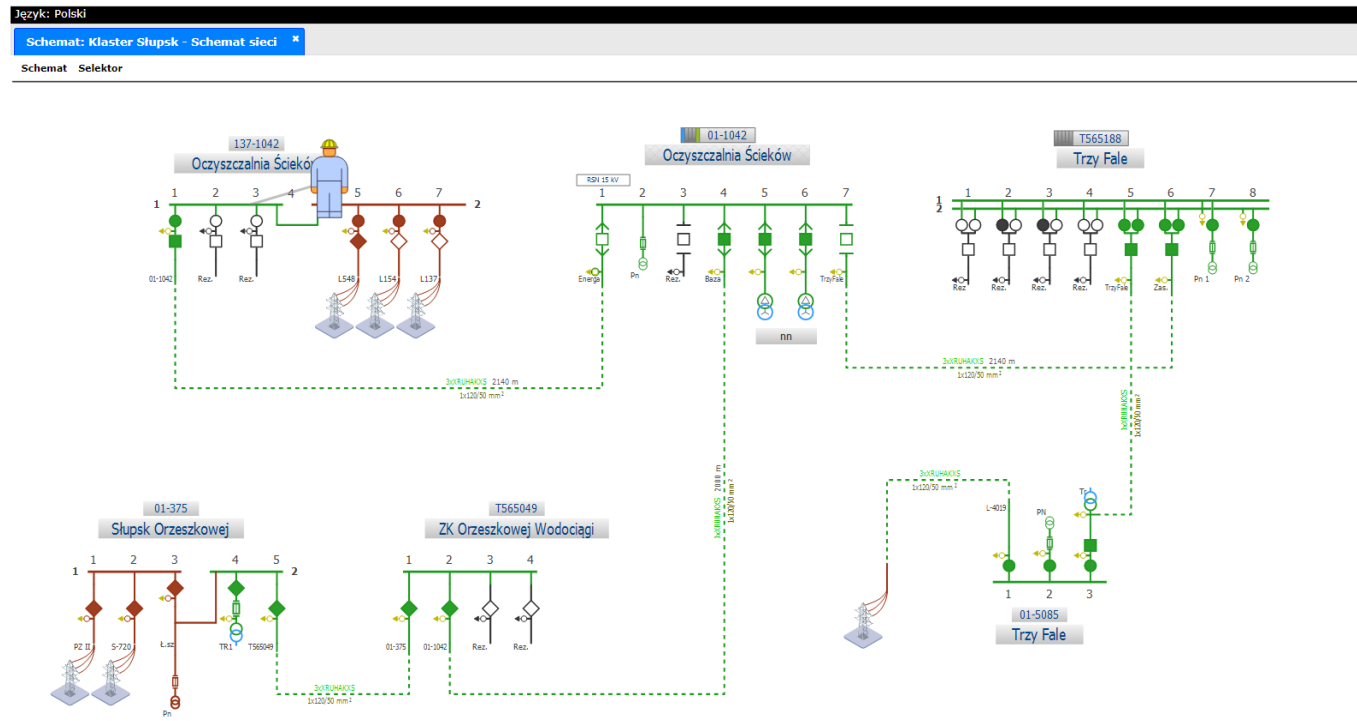 Język: Polski
Schemat: Klaster Słupsk - Schemat sieci
Schemat Selektor
137-1042
Oczyszczalnia Ściekó
1 2 3 4 5 6 7
1 2
01-1042 Rez. Rez. L548 L154 L137
01-1042
Oczyszczalnia Ścieków
RSN 15 kV
1 2 3 4 5 6 7
Energa Pn Rez. Baza TrzyFale
nn
T565188
Trzy Fale
1 2 3 4 5 6 7 8
1
2
Rez Rez. Rez. Rez. TrzyFale Zas. Pn 1 Pn 2
3xXRUHAKXS 2140 m
1x120/50 mm²
3xXRUHAKXS 2140 m
1x120/50 mm²
3xXRUHAKXS 2088 m
1x120/50 mm²
3xXRUHAKXS
1x120/50 mm²
3xXRUHAKXS
1x120/50 mm²
L-4019 PN Tr
1 2 3
01-5085
Trzy Fale
01-375
Słupsk Orzeszkowej
1 2 3 4 5
1 2
PZ II S-720 Ł.sz TR1 T565049
Pn
T565049
ZK Orzeszkowej Wodociągi
1 2 3 4
01-375 01-1042 Rez. Rez.
3xXRUHAKXS
1x120/50 mm²